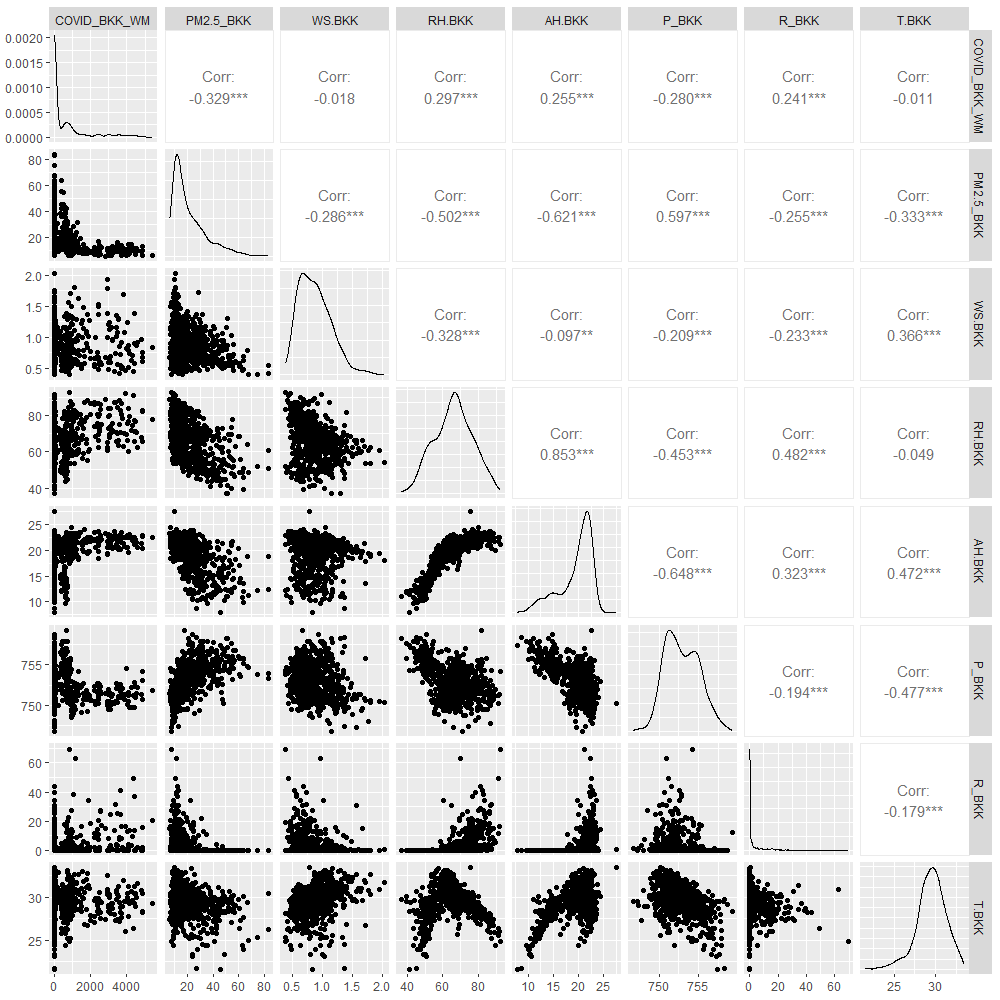 COVID_BKK_WM PM2.5_BKK WS.BKK RH.BKK AH.BKK P_BKK R_BKK T.BKK
0.0020
0.0015
0.0010
0.0005
0.0000
Corr: Corr: Corr: Corr: Corr: Corr: Corr:
-0.329*** -0.018 0.297*** 0.255*** -0.280*** 0.241*** -0.011
COVID_BKK_WM
80
60
40
20
Corr: Corr: Corr: Corr: Corr: Corr:
-0.286*** -0.502*** -0.621*** 0.597*** -0.255*** -0.333***
PM2.5_BKK
2.0
1.5
1.0
0.5
Corr: Corr: Corr: Corr: Corr:
-0.328*** -0.097** -0.209*** -0.233*** 0.366***
WS.BKK
80
60
40
Corr: Corr: Corr: Corr:
0.853*** -0.453*** 0.482*** -0.049
RH.BKK
25
20
15
10
Corr: Corr: Corr:
-0.648*** 0.323*** 0.472***
AH.BKK
755
750
Corr: Corr:
-0.194*** -0.477***
P_BKK
60
40
20
0
Corr:
-0.179***
R_BKK
30
25
T.BKK
0 2000 4000 20 40 60 80 0.5 1.0 1.5 2.0 40 60 80 10 15 20 25 750 755 0 20 40 60 25 30